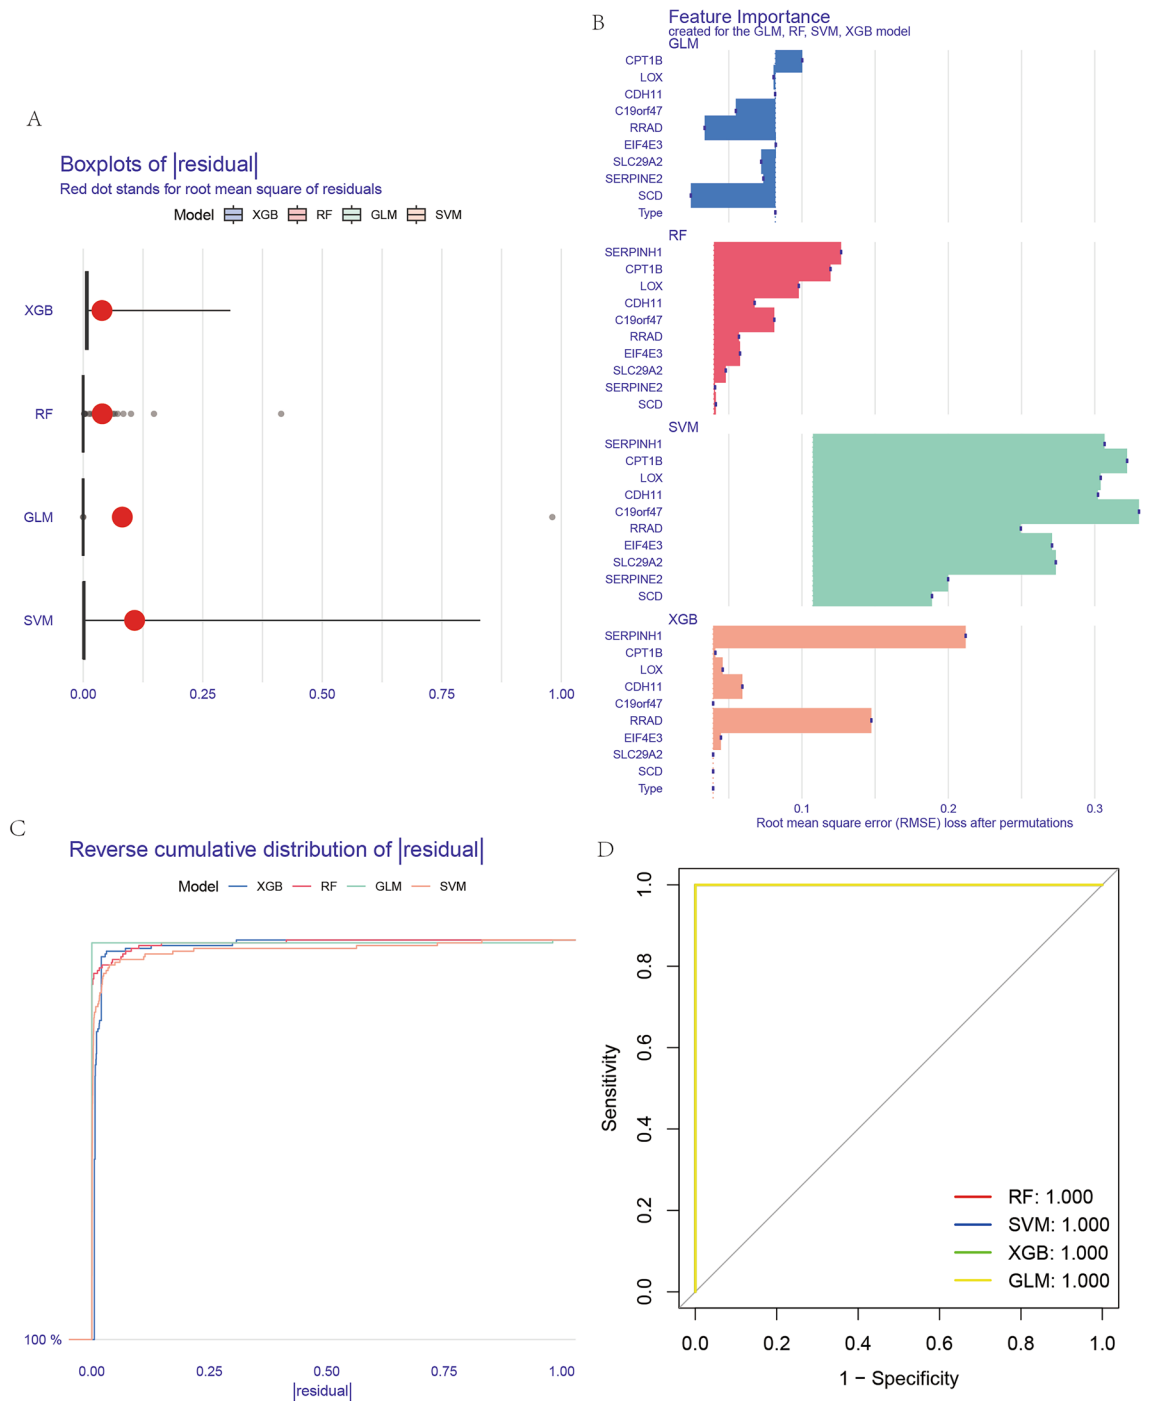 A
Boxplots of |residual|
Red dot stands for root mean square of residuals
Model XGB RF GLM SVM
XGB
RF
GLM
SVM
0.00 0.25 0.50 0.75 1.00
B
Feature Importance
created for the GLM, RF, SVM, XGB model
GLM
CPT1B
LOX
CDH11
C19orf47
RRAD
EIF4E3
SLC29A2
SERPINE2
SCD
Type
RF
SERPINH1
CPT1B
LOX
CDH11
C19orf47
RRAD
EIF4E3
SLC29A2
SERPINE2
SCD
SVM
SERPINH1
CPT1B
LOX
CDH11
C19orf47
RRAD
EIF4E3
SLC29A2
SERPINE2
SCD
XGB
SERPINH1
CPT1B
LOX
CDH11
C19orf47
RRAD
EIF4E3
SLC29A2
SCD
Type
0.1 0.2 0.3
Root mean square error (RMSE) loss after permutations
C
Reverse cumulative distribution of |residual|
Model XGB RF GLM SVM
100 %
0.00 0.25 0.50 0.75 1.00
|residual|
D
Sensitivity
1.0
0.8
0.6
0.4
0.2
0.0
RF: 1.000
SVM: 1.000
XGB: 1.000
GLM: 1.000
0.0 0.2 0.4 0.6 0.8 1.0
1 − Specificity